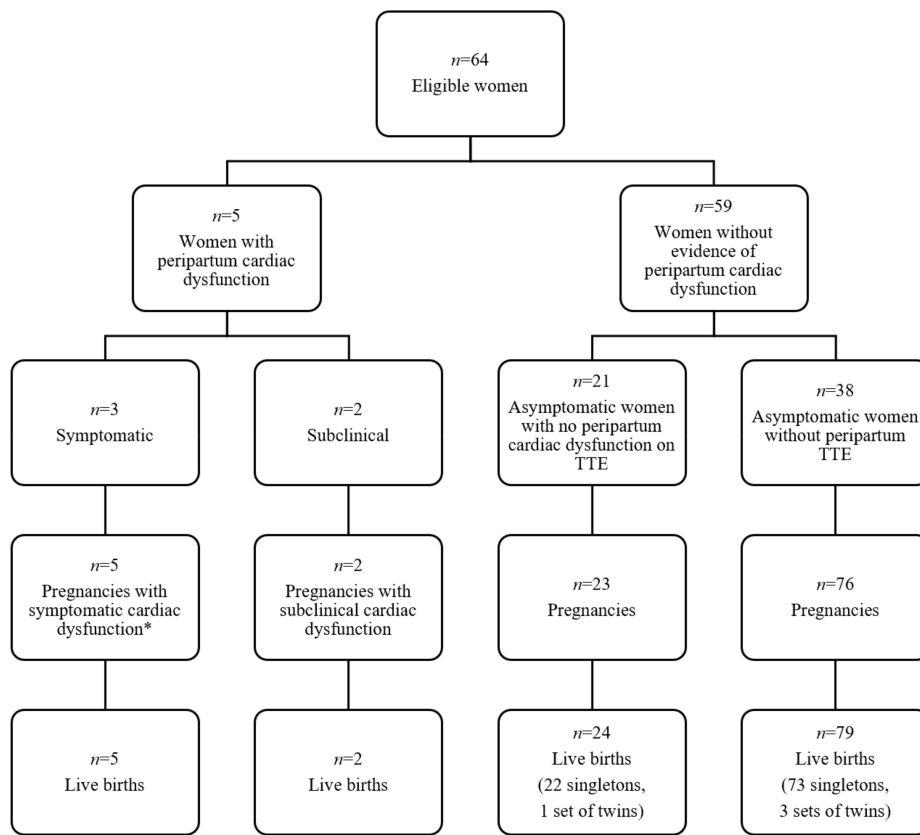 n=64
Eligible women
n=5
Women with
peripartum cardiac
dysfunction
n=59
Women without
evidence of
peripartum cardiac
dysfunction
n=3
Symptomatic
n=2
Subclinical
n=21
Asymptomatic women
with no peripartum
cardiac dysfunction on
TTE
n=38
Asymptomatic women
without peripartum
TTE
n=5
Pregnancies with
symptomatic cardiac
dysfunction*
n=2
Pregnancies with
subclinical cardiac
dysfunction
n=23
Pregnancies
n=76
Pregnancies
n=5
Live births
n=2
Live births
n=24
Live births
(22 singletons,
1 set of twins)
n=79
Live births
(73 singletons,
3 sets of twins)